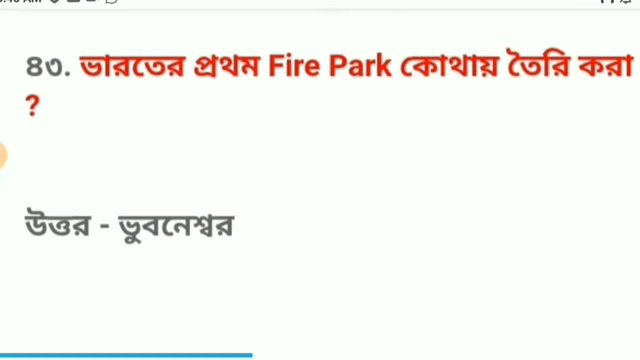 ৪৩. ভারতের প্রথম Fire Park কোথায় তৈরি করা
?
উত্তর - ভুবনেশ্বর